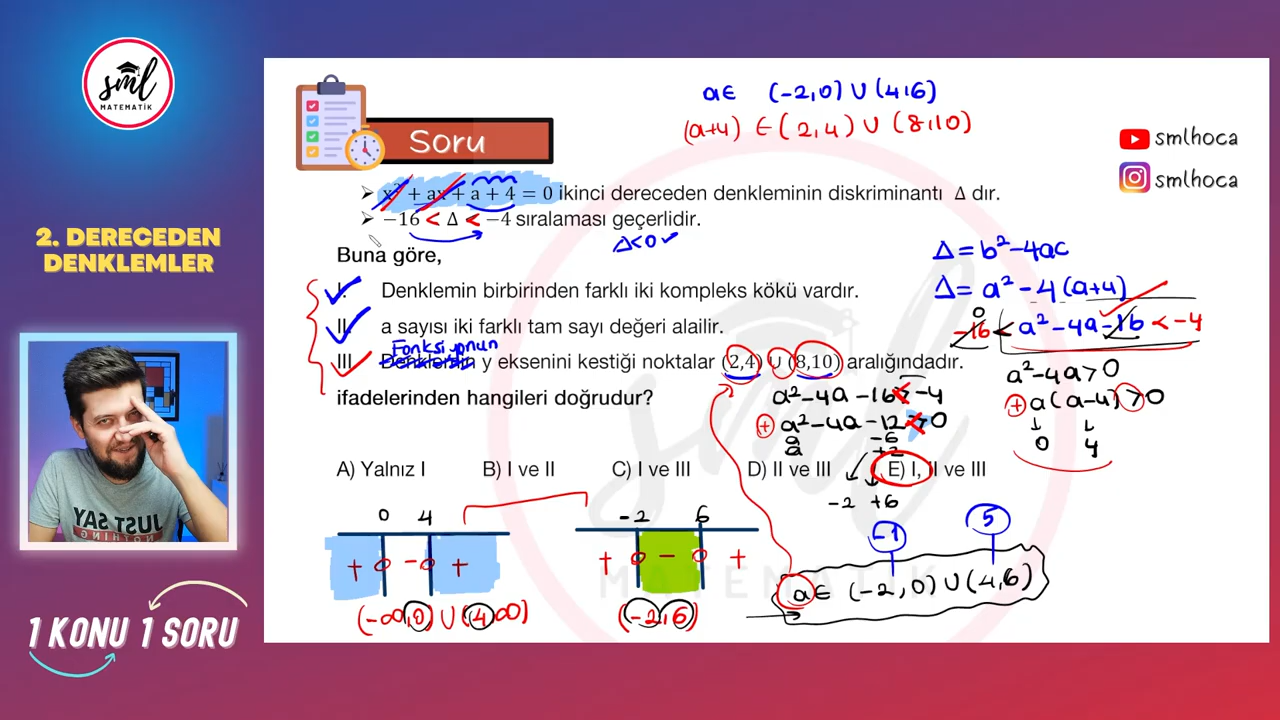 sml
MATEMATİK
2. DERECEDEN
DENKLEMLER
JUST SAY
NOTHING
1 KONU 1 SORU
Soru
a∈ (-2,0) ∪ (4,6)
(a+4) ∈ (2,4) ∪ (8,10)
smlhoca
smlhoca
➤ x² + ax + a + 4 = 0 ikinci dereceden denkleminin diskriminantı Δ dır.
➤ −16 < Δ < −4 sıralaması geçerlidir.
Δ<0 ✓
Buna göre,
I. Denklemin birbirinden farklı iki kompleks kökü vardır.
II. a sayısı iki farklı tam sayı değeri alailir.
Fonksiyonun
III. Denklemin y eksenini kestiği noktalar (2,4) ∪ (8,10) aralığındadır.
ifadelerinden hangileri doğrudur?
Δ = b² − 4ac
Δ = a² − 4 (a+4)
0
-16 < a² − 4a − 16 < -4
a² − 4a > 0
+ a (a−4) > 0
0 4
a² − 4a − 16 < −4
+ a² − 4a − 12 < 0
a -6
a +2
-2 +6
A) Yalnız I B) I ve II C) I ve III D) II ve III E) I, II ve III
0 4
+ 0 − 0 +
(-∞,0) ∪ (4,∞)
-2 6
+ 0 − 0 +
(-2,6)
-1 5
a∈ (-2,0) ∪ (4,6)
sml
MATEMATİK